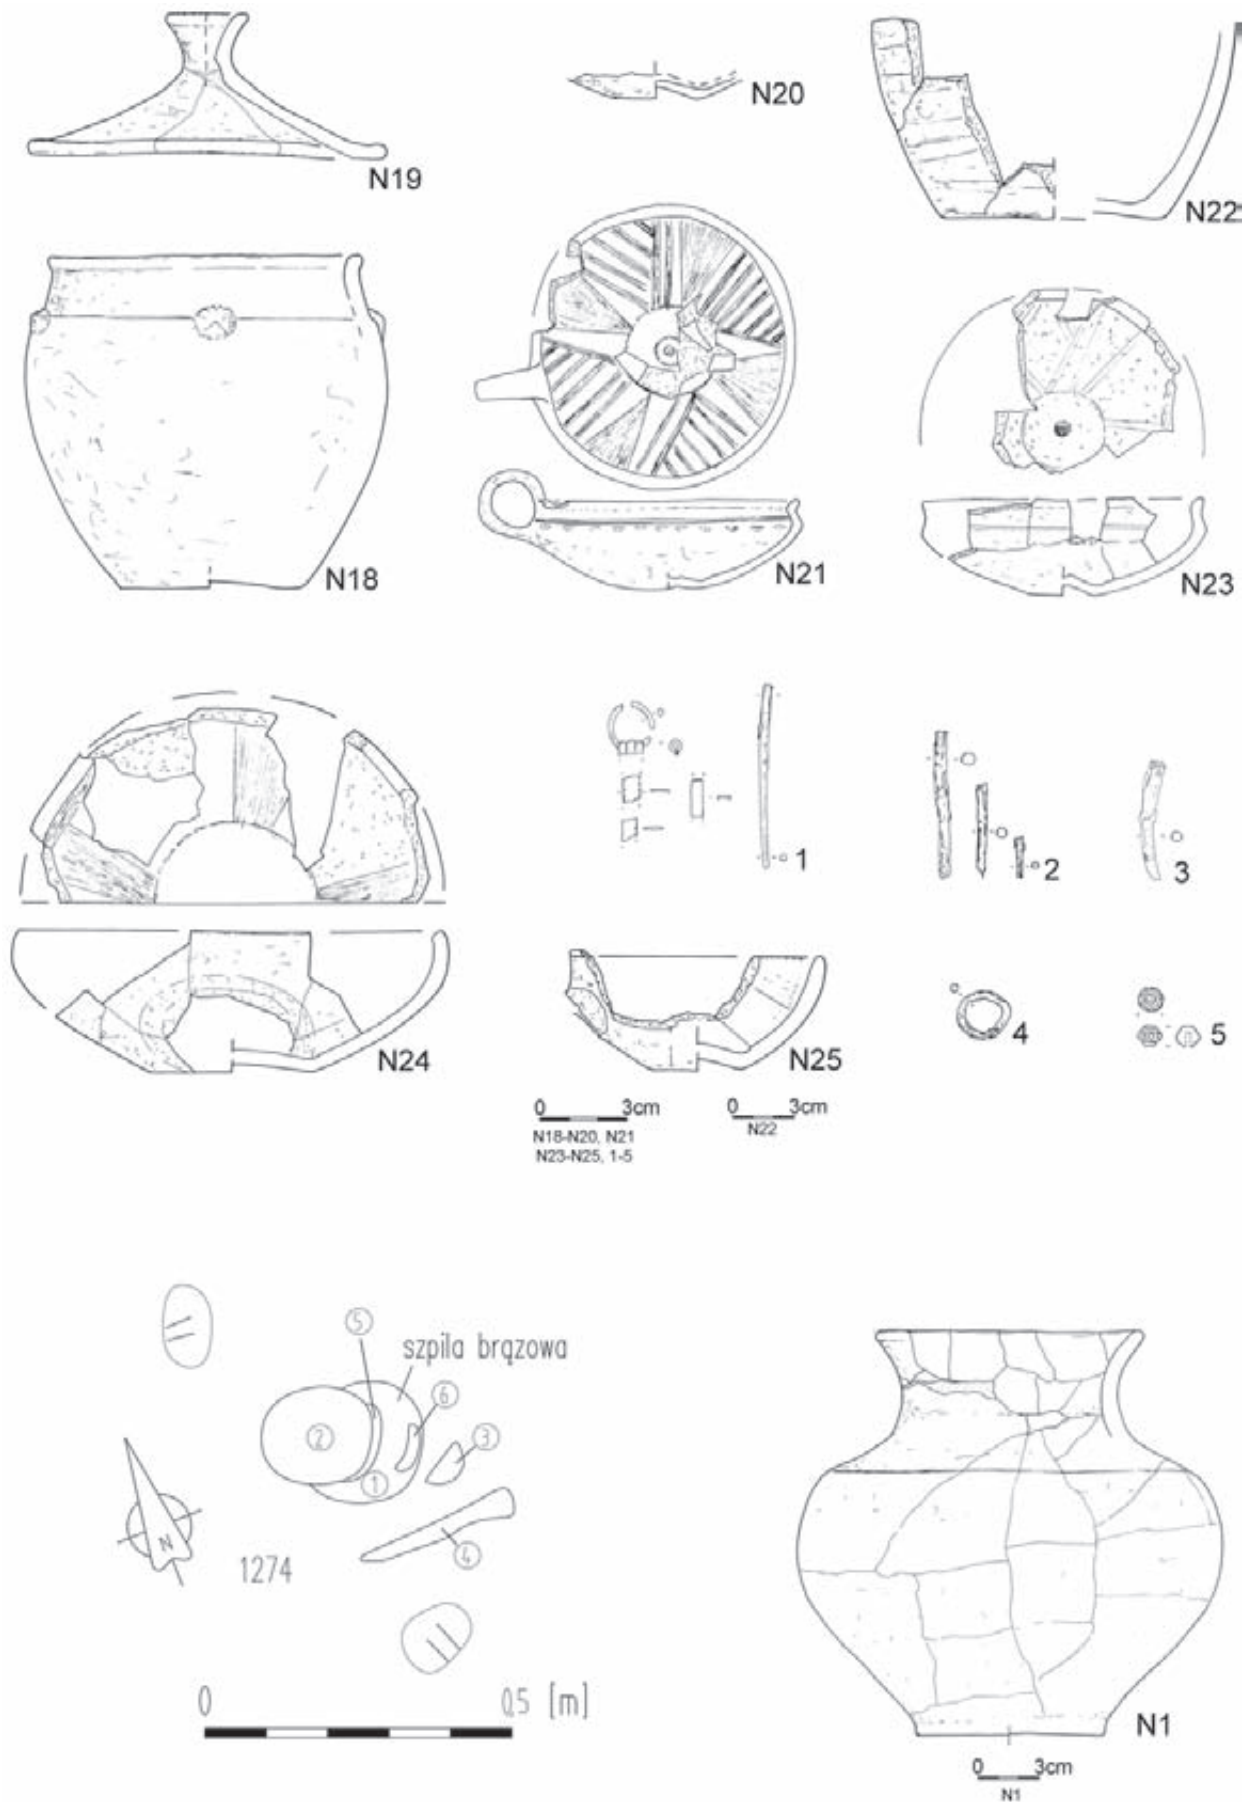 N19
N20
N22
N18
N21
N23
N24
1
2
3
N25
4
5
0 3cm
N18-N20, N21
N23-N25, 1-5
0 3cm
N22
5
szpila brązowa
6
2
3
1
N
4
1274
0 0,5 [m]
N1
0 3cm
N1